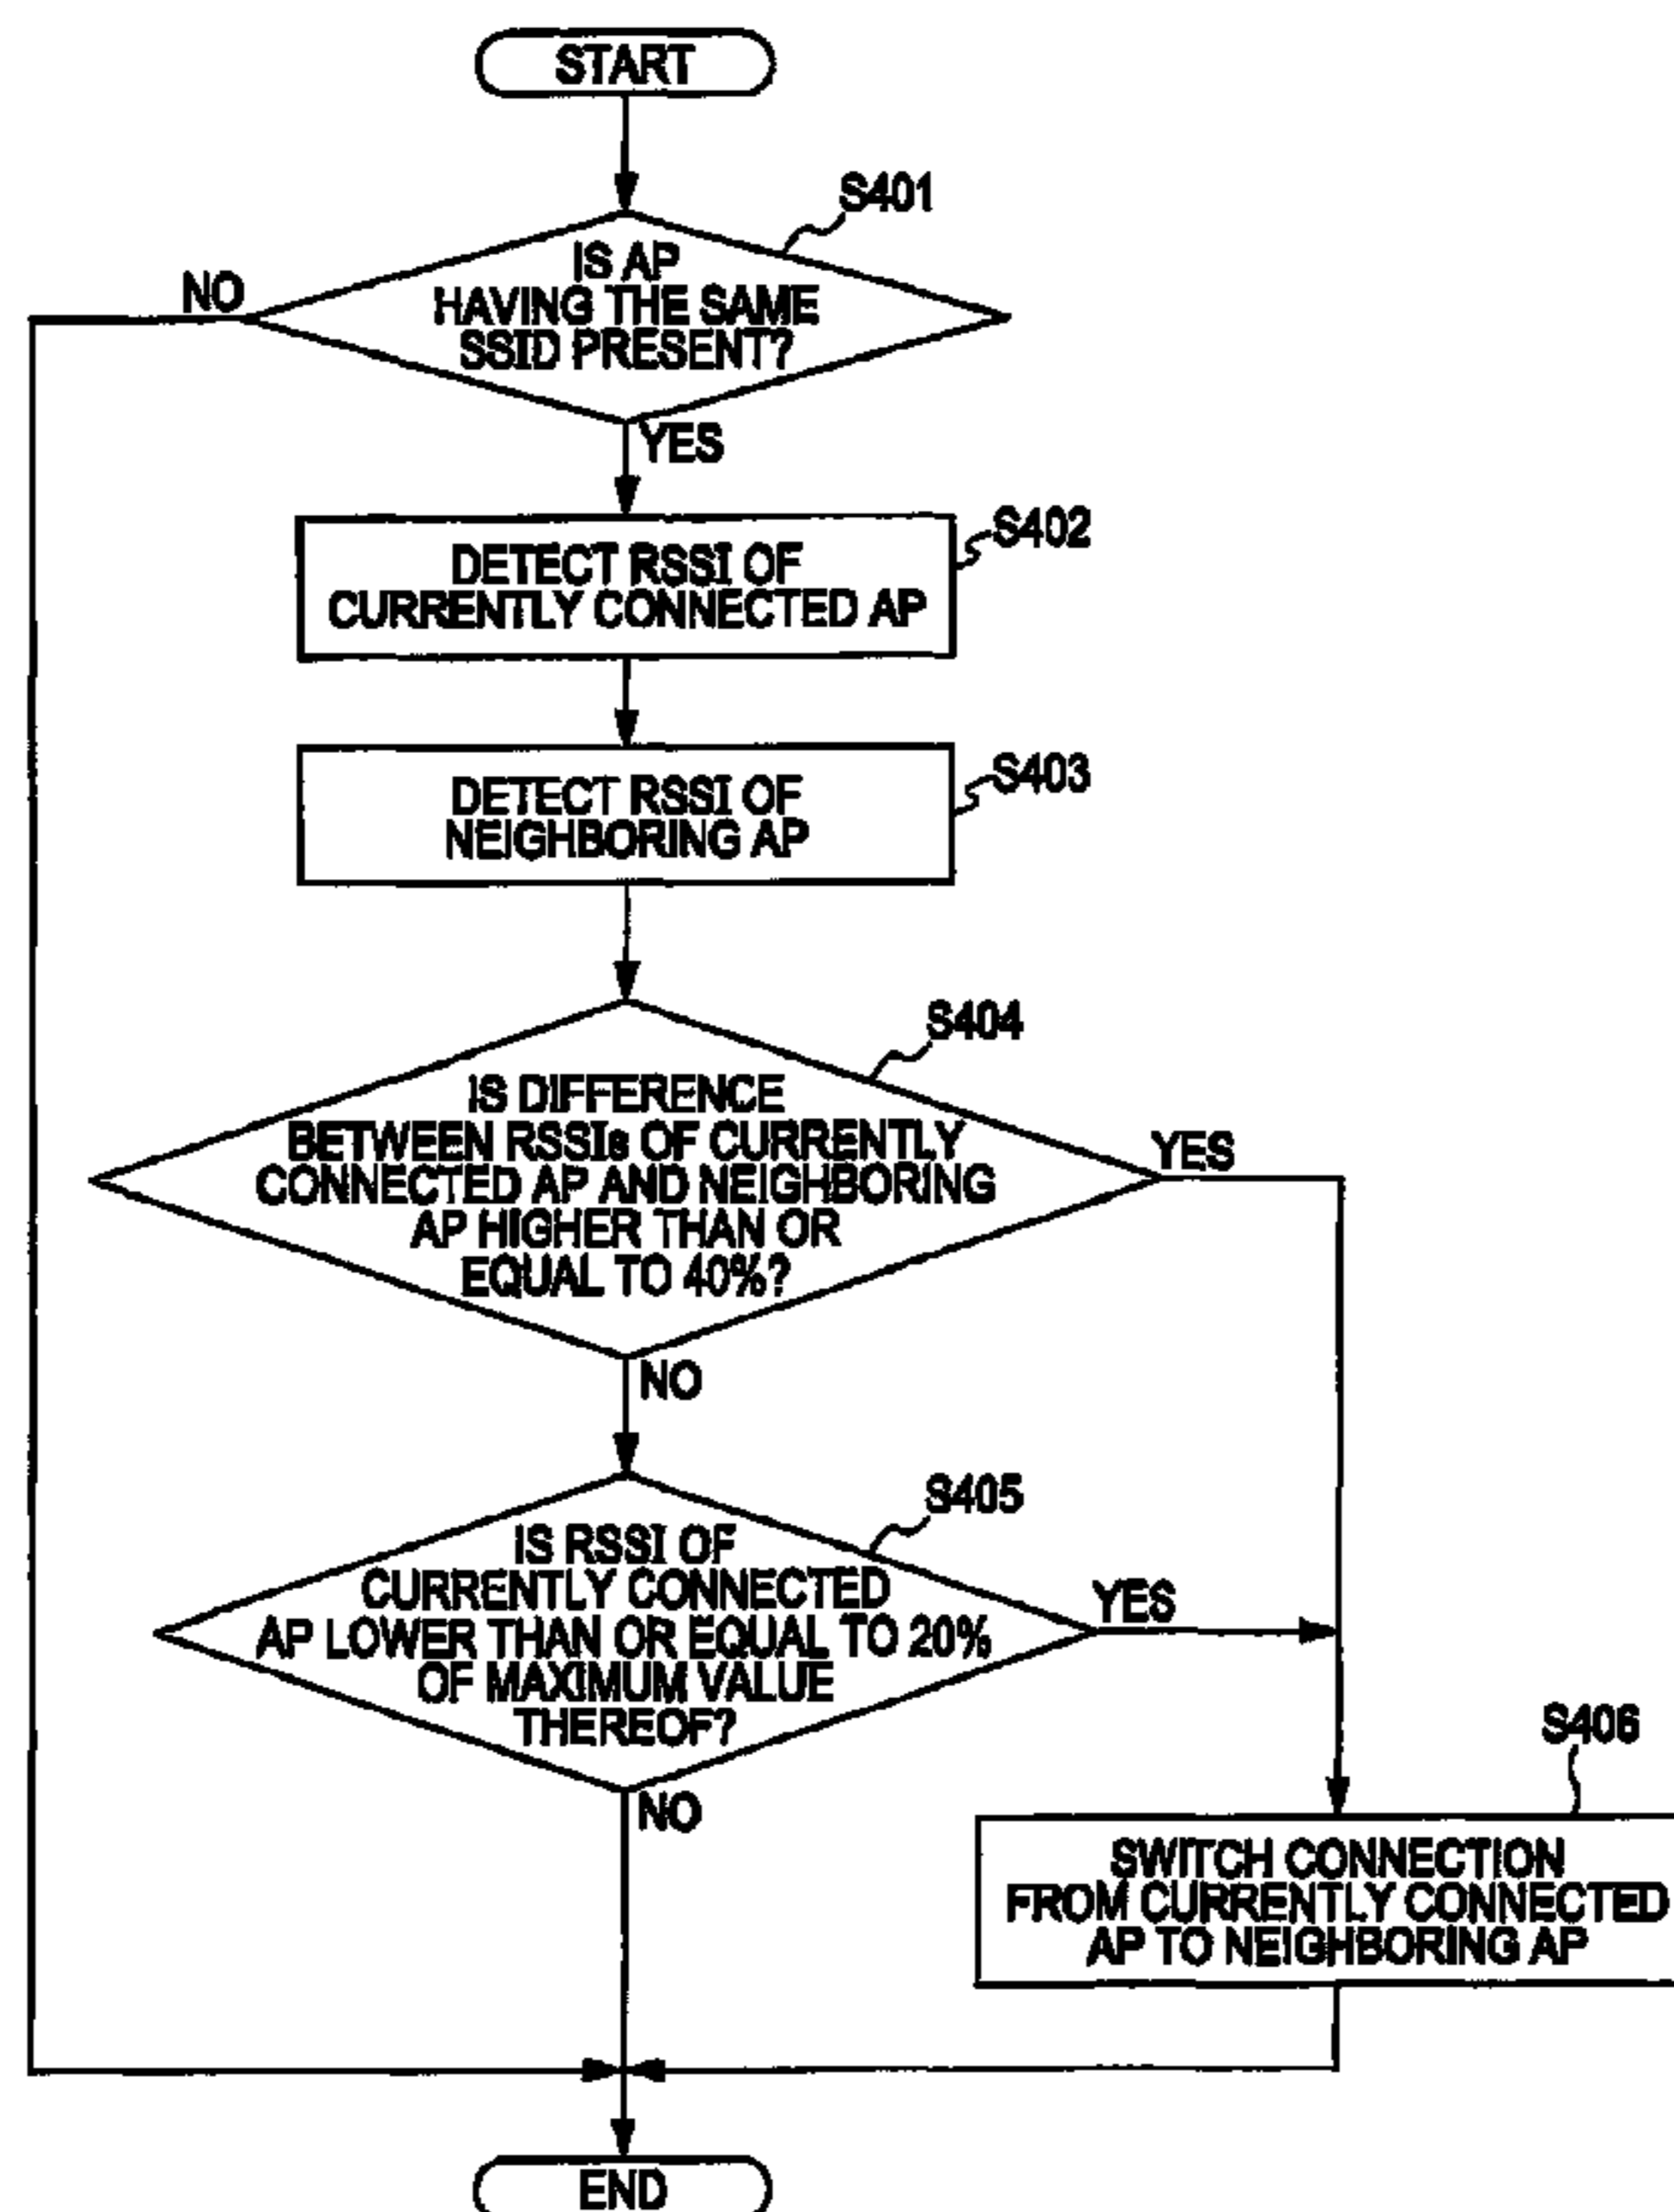 START
S401
IS AP
HAVING THE SAME
SSID PRESENT?
NO
YES
S402
DETECT RSSI OF
CURRENTLY CONNECTED AP
S403
DETECT RSSI OF
NEIGHBORING AP
S404
IS DIFFERENCE
BETWEEN RSSIs OF CURRENTLY
CONNECTED AP AND NEIGHBORING
AP HIGHER THAN OR
EQUAL TO 40%?
YES
NO
S405
IS RSSI OF
CURRENTLY CONNECTED
AP LOWER THAN OR EQUAL TO 20%
OF MAXIMUM VALUE
THEREOF?
YES
NO
S406
SWITCH CONNECTION
FROM CURRENTLY CONNECTED
AP TO NEIGHBORING AP
END